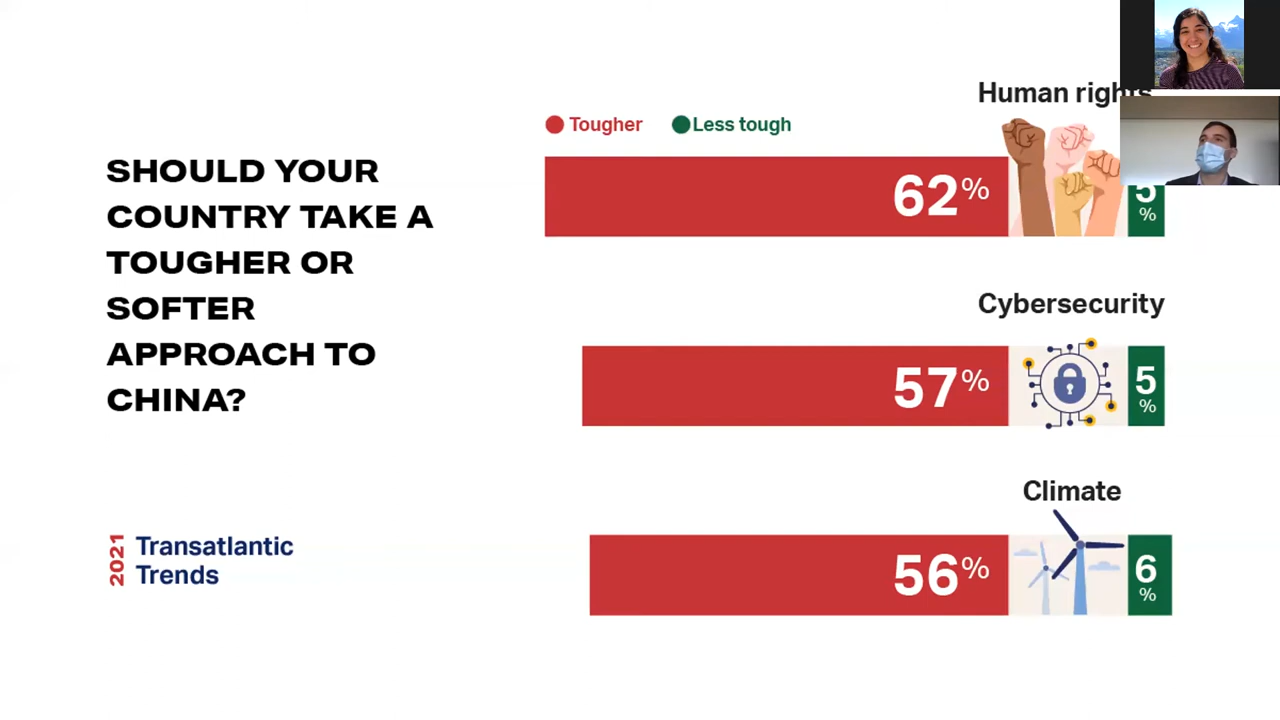 SHOULD YOUR
COUNTRY TAKE A
TOUGHER OR
SOFTER
APPROACH TO
CHINA?
2021
Transatlantic
Trends
Tougher
Less tough
Human rights
62%
5
%
Cybersecurity
57%
5
%
Climate
56%
6
%